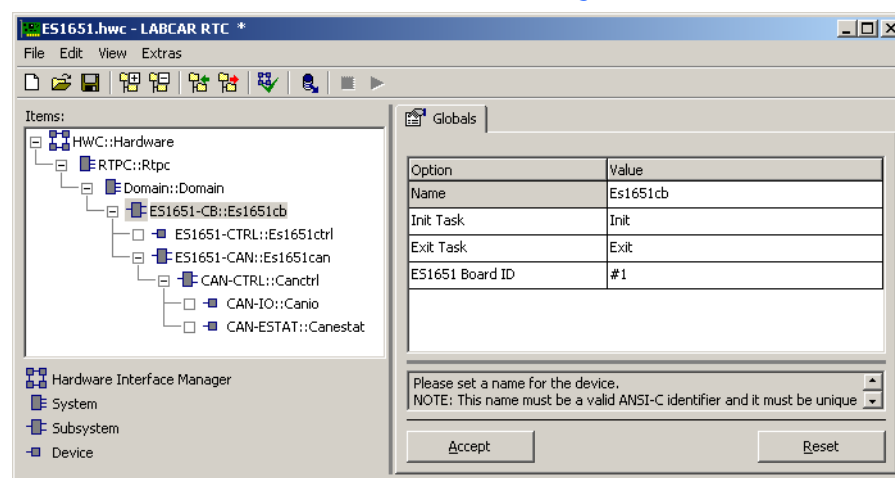 ES1651.hwc - LABCAR RTC *
File Edit View Extras
Items:
HWC::Hardware
RTPC::Rtpc
Domain::Domain
ES1651-CB::Es1651cb
ES1651-CTRL::Es1651ctrl
ES1651-CAN::Es1651can
CAN-CTRL::Canctrl
CAN-IO::Canio
CAN-ESTAT::Canestat
Hardware Interface Manager
System
Subsystem
Device
Globals
Option Value
Name Es1651cb
Init Task Init
Exit Task Exit
ES1651 Board ID #1
Please set a name for the device.
NOTE: This name must be a valid ANSI-C identifier and it must be unique
Accept Reset